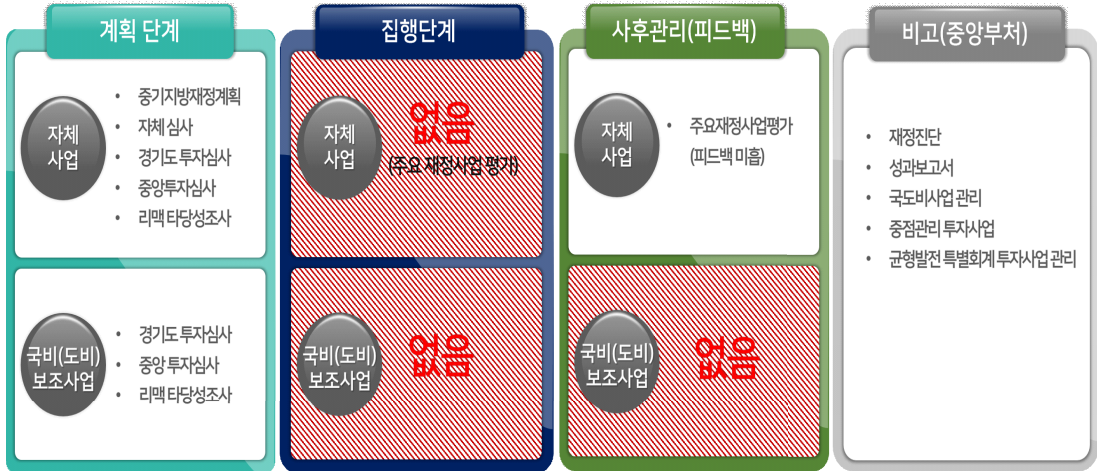 계획 단계
자체
사업
• 중기지방재정계획
• 자체 심사
• 경기도 투자심사
• 중앙투자심사
• 리맥 타당성조사
국비(도비)
보조사업
• 경기도 투자심사
• 중앙 투자심사
• 리맥 타당성조사
집행단계
자체
사업
없음
(주요 재정사업 평가)
국비(도비)
보조사업
없음
사후관리(피드백)
자체
사업
• 주요재정사업평가
(피드백 미흡)
국비(도비)
보조사업
없음
비고(중앙부처)
• 재정진단
• 성과보고서
• 국도비사업 관리
• 중점관리 투자사업
• 균형발전 특별회계 투자사업 관리